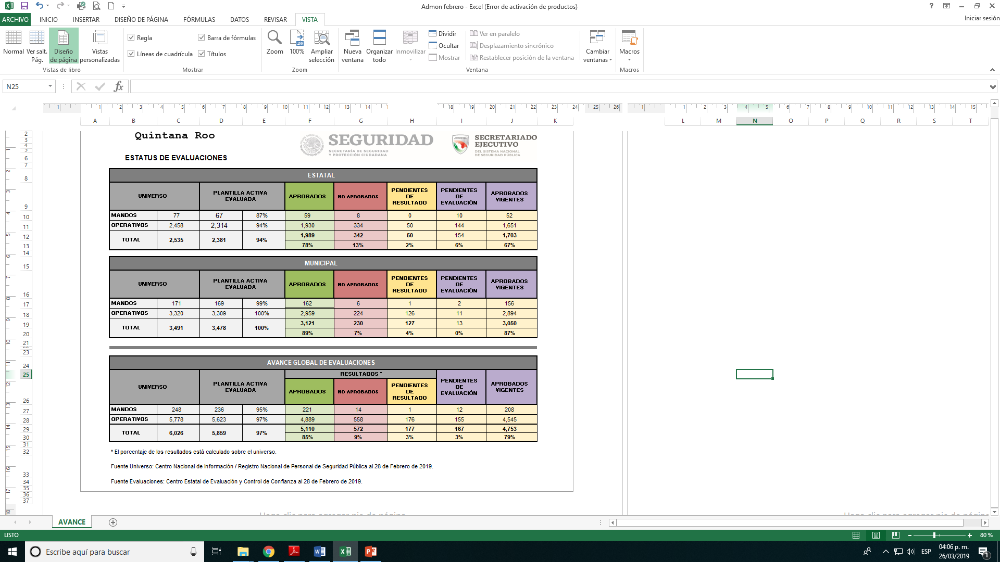 Admon febrero - Excel (Error de activación de productos)
ARCHIVO INICIO INSERTAR DISEÑO DE PÁGINA FÓRMULAS DATOS REVISAR VISTA Iniciar sesión
Normal Ver salt. Pág. Diseño de página Vistas personalizadas
Regla Barra de fórmulas
Líneas de cuadrícula Títulos
Zoom 100% Ampliar selección
Nueva ventana Organizar todo Inmovilizar
Dividir Ver en paralelo
Ocultar Desplazamiento sincrónico
Mostrar Restablecer posición de la ventana
Cambiar ventanas Macros
Vistas de libro Mostrar Zoom Ventana Macros
N25 fx
A B C D E F G H I J K L M N O P Q R S T
Quintana Roo
SEGURIDAD
SECRETARÍA DE SEGURIDAD
Y PROTECCIÓN CIUDADANA
SECRETARIADO
EJECUTIVO
DEL SISTEMA NACIONAL
DE SEGURIDAD PÚBLICA
ESTATUS DE EVALUACIONES
ESTATAL
UNIVERSO PLANTILLA ACTIVA EVALUADA APROBADOS NO APROBADOS PENDIENTES DE RESULTADO PENDIENTES DE EVALUACIÓN APROBADOS VIGENTES
MANDOS 77 67 87% 59 8 0 10 52
OPERATIVOS 2,458 2,314 94% 1,930 334 50 144 1,651
TOTAL 2,535 2,381 94% 1,989 342 50 154 1,703
78% 13% 2% 6% 67%
MUNICIPAL
UNIVERSO PLANTILLA ACTIVA EVALUADA APROBADOS NO APROBADOS PENDIENTES DE RESULTADO PENDIENTES DE EVALUACIÓN APROBADOS VIGENTES
MANDOS 171 169 99% 162 6 1 2 156
OPERATIVOS 3,320 3,309 100% 2,959 224 126 11 2,894
TOTAL 3,491 3,478 100% 3,121 230 127 13 3,050
89% 7% 4% 0% 87%
AVANCE GLOBAL DE EVALUACIONES
RESULTADOS *
UNIVERSO PLANTILLA ACTIVA EVALUADA APROBADOS NO APROBADOS PENDIENTES DE RESULTADO PENDIENTES DE EVALUACIÓN APROBADOS VIGENTES
MANDOS 248 236 95% 221 14 1 12 208
OPERATIVOS 5,778 5,623 97% 4,889 558 176 155 4,545
TOTAL 6,026 5,859 97% 5,110 572 177 167 4,753
85% 9% 3% 3% 79%
* El porcentaje de los resultados está calculado sobre el universo.
Fuente Universo: Centro Nacional de Información / Registro Nacional de Personal de Seguridad Pública al 28 de Febrero de 2019.
Fuente Evaluaciones: Centro Estatal de Evaluación y Control de Confianza al 28 de Febrero de 2019.
AVANCE
LISTO 80 %
Escribe aquí para buscar
ESP 04:06 p. m.
26/03/2019